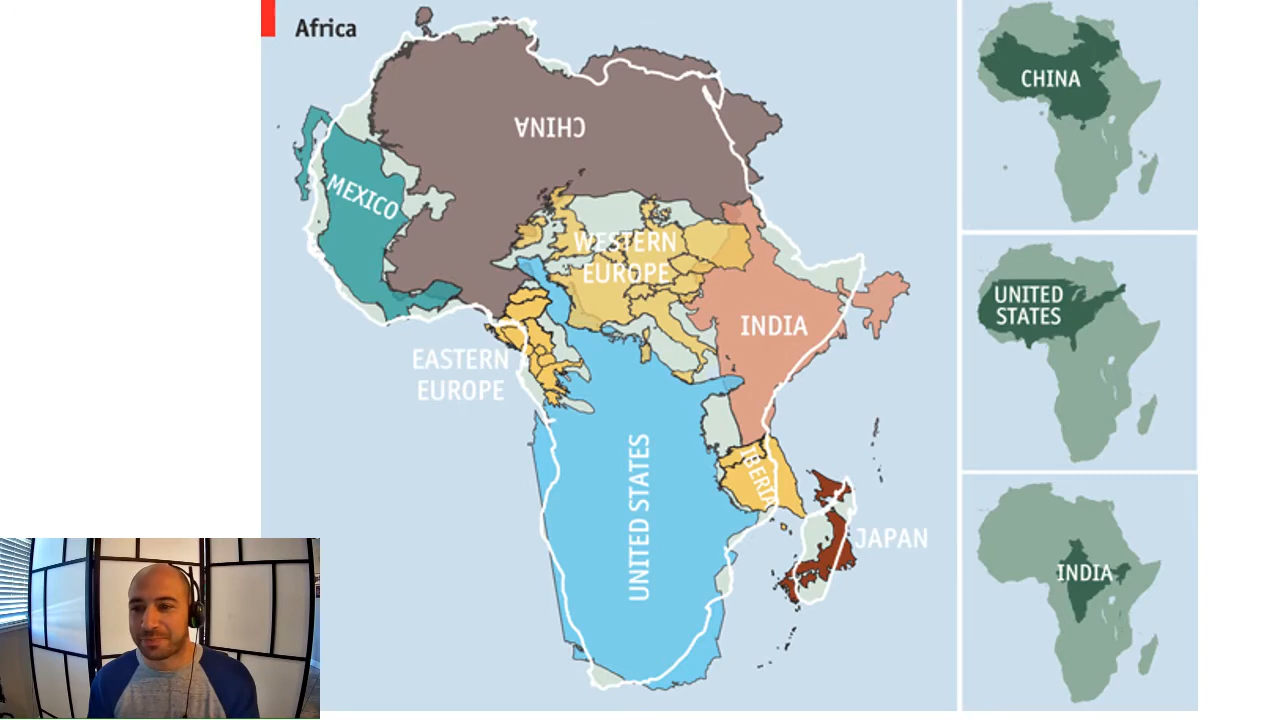 Africa
CHINA
MEXICO
WESTERN
EUROPE
INDIA
EASTERN
EUROPE
UNITED STATES
IBERIA
JAPAN
CHINA
UNITED
STATES
INDIA